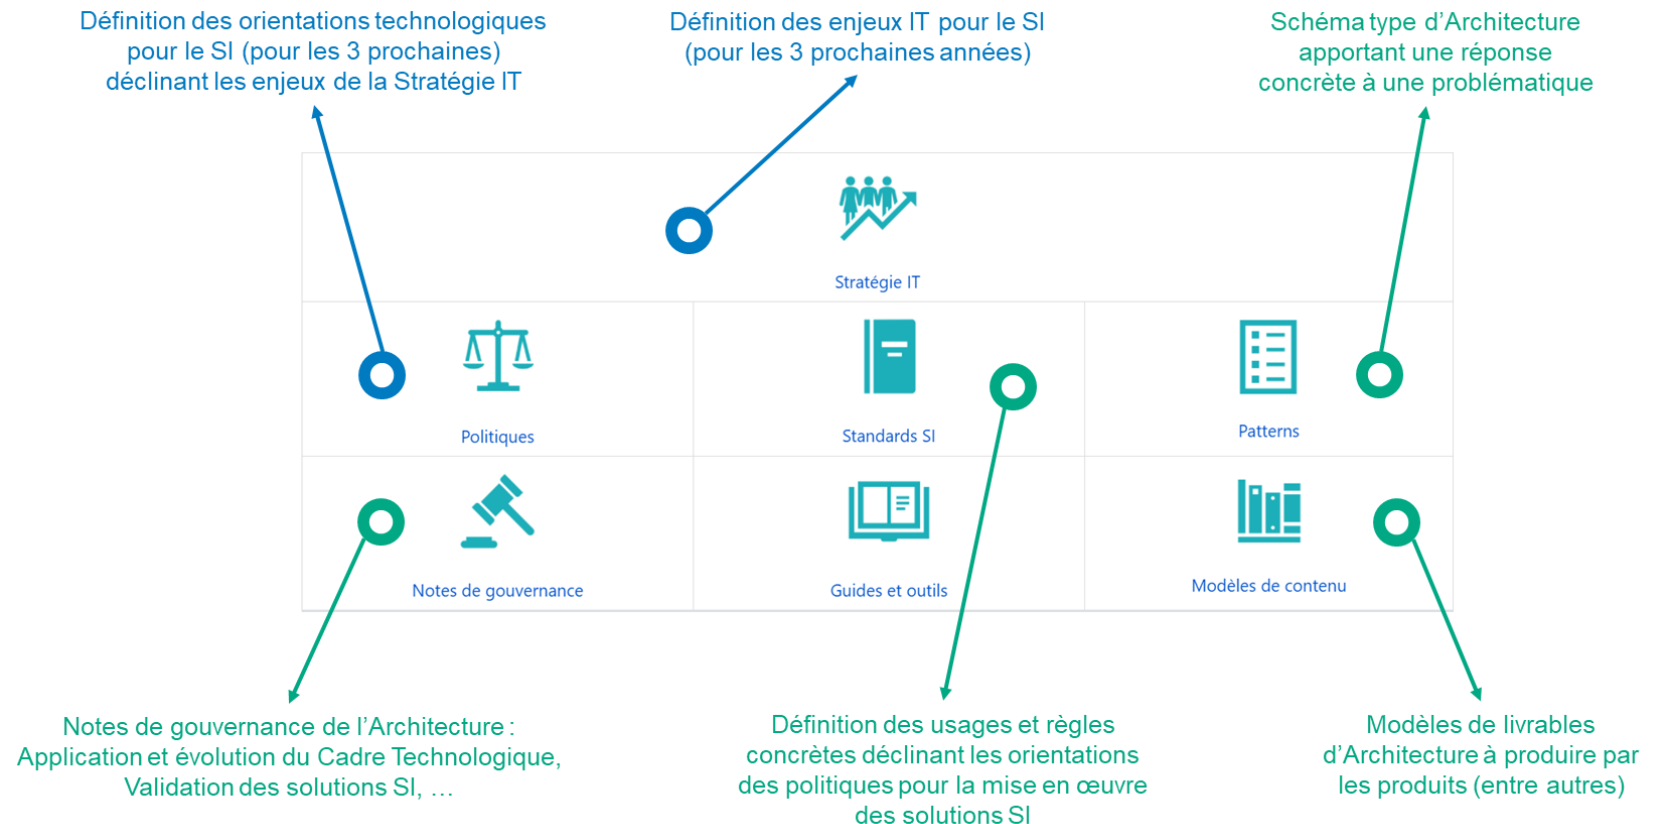 Définition des orientations technologiques
pour le SI (pour les 3 prochaines)
déclinant les enjeux de la Stratégie IT
Définition des enjeux IT pour le SI
(pour les 3 prochaines années)
Schéma type d’Architecture
apportant une réponse
concrète à une problématique
Stratégie IT
Politiques
Standards SI
Patterns
Notes de gouvernance
Guides et outils
Modèles de contenu
Notes de gouvernance de l’Architecture :
Application et évolution du Cadre Technologique,
Validation des solutions SI, …
Définition des usages et règles
concrètes déclinant les orientations
des politiques pour la mise en œuvre
des solutions SI
Modèles de livrables
d’Architecture à produire par
les produits (entre autres)